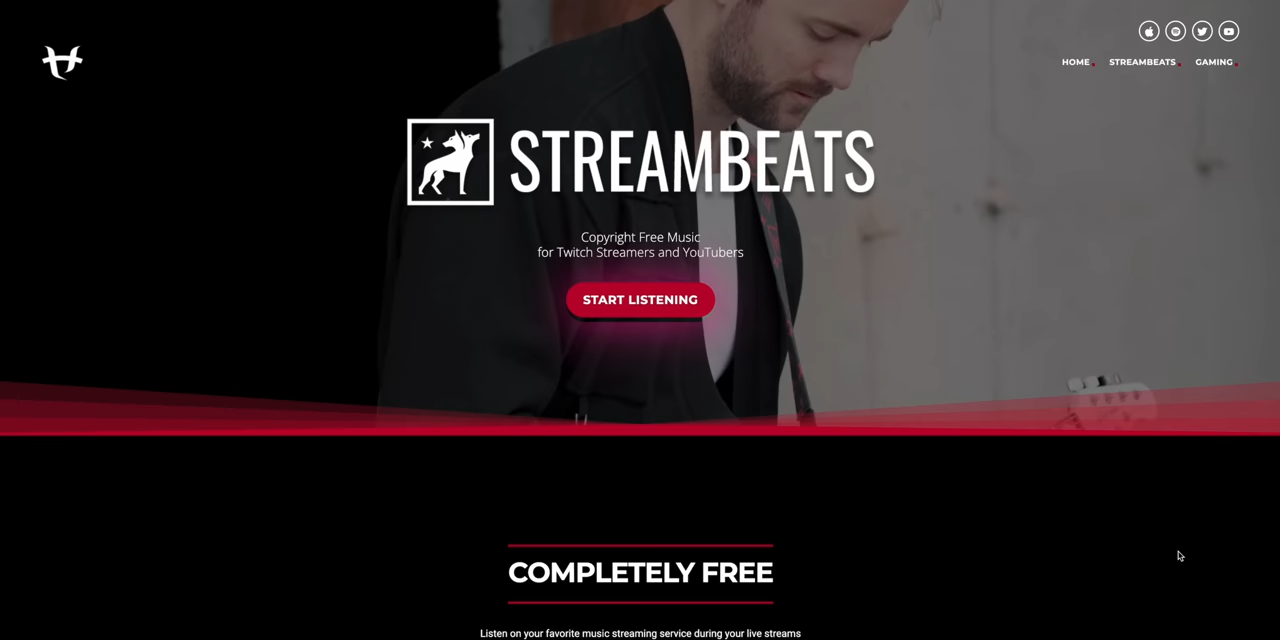 HOME
STREAMBEATS
GAMING
STREAMBEATS
Copyright Free Music
for Twitch Streamers and YouTubers
START LISTENING
COMPLETELY FREE
Listen on your favorite music streaming service during your live streams